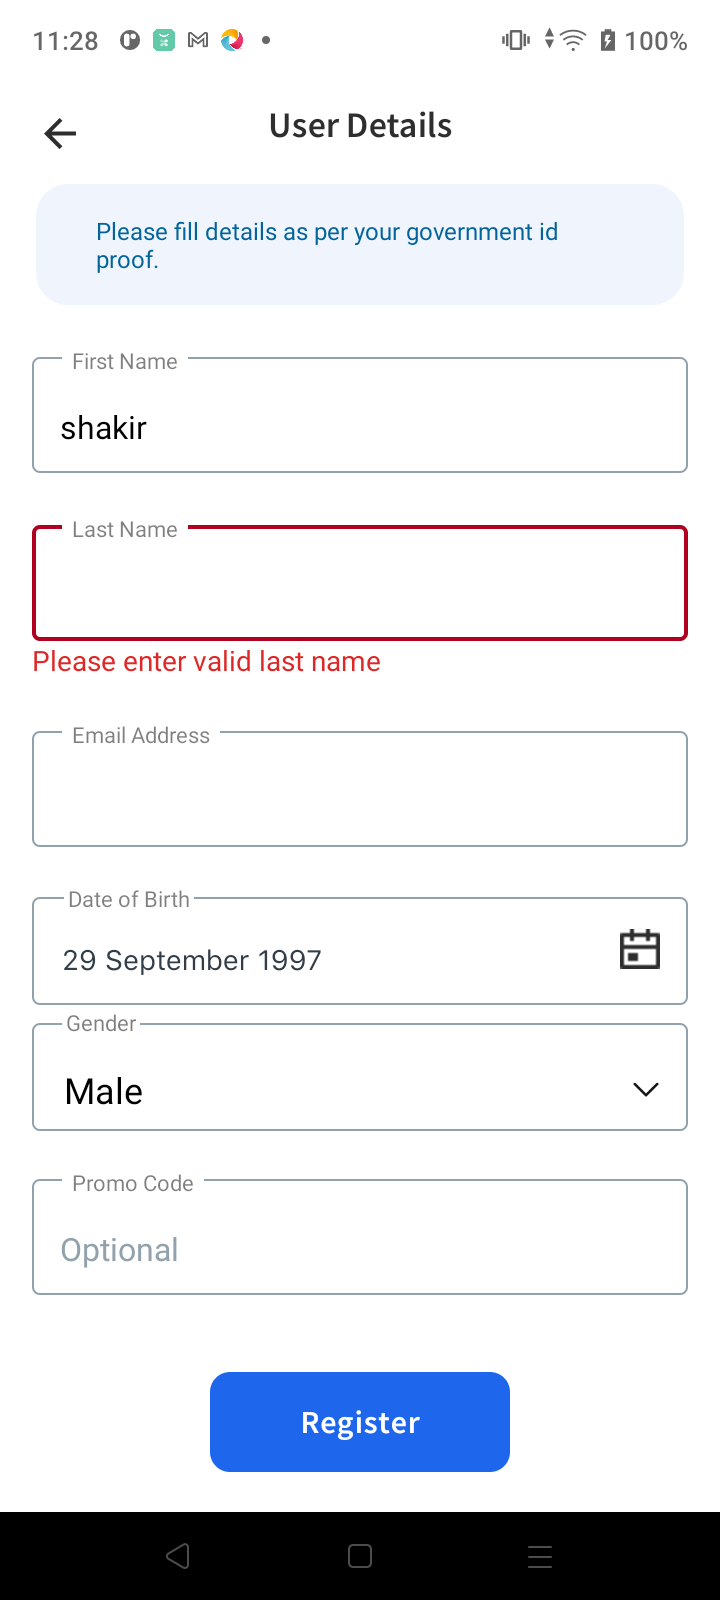 11:28
100%
User Details
Please fill details as per your government id
proof.
First Name
shakir
Last Name
Please enter valid last name
Email Address
Date of Birth
29 September 1997
Gender
Male
Promo Code
Optional
Register